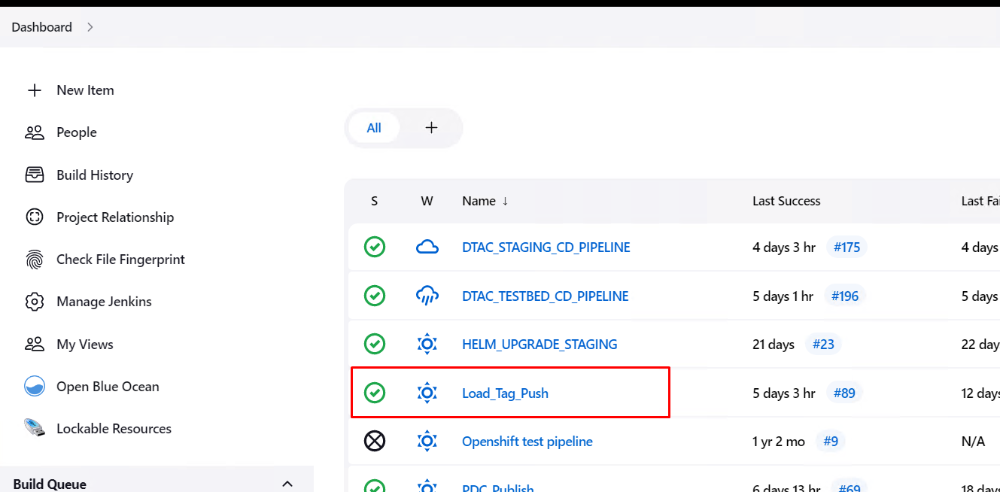 Dashboard
New Item
People
Build History
Project Relationship
Check File Fingerprint
Manage Jenkins
My Views
Open Blue Ocean
Lockable Resources
Build Queue
All
S W Name ↓ Last Success Last Fai
DTAC_STAGING_CD_PIPELINE 4 days 3 hr #175 4 days
DTAC_TESTBED_CD_PIPELINE 5 days 1 hr #196 5 days
HELM_UPGRADE_STAGING 21 days #23 22 day
Load_Tag_Push 5 days 3 hr #89 12 days
Openshift test pipeline 1 yr 2 mo #9 N/A
PDC_Publish 6 days 13 hr #69 18 days